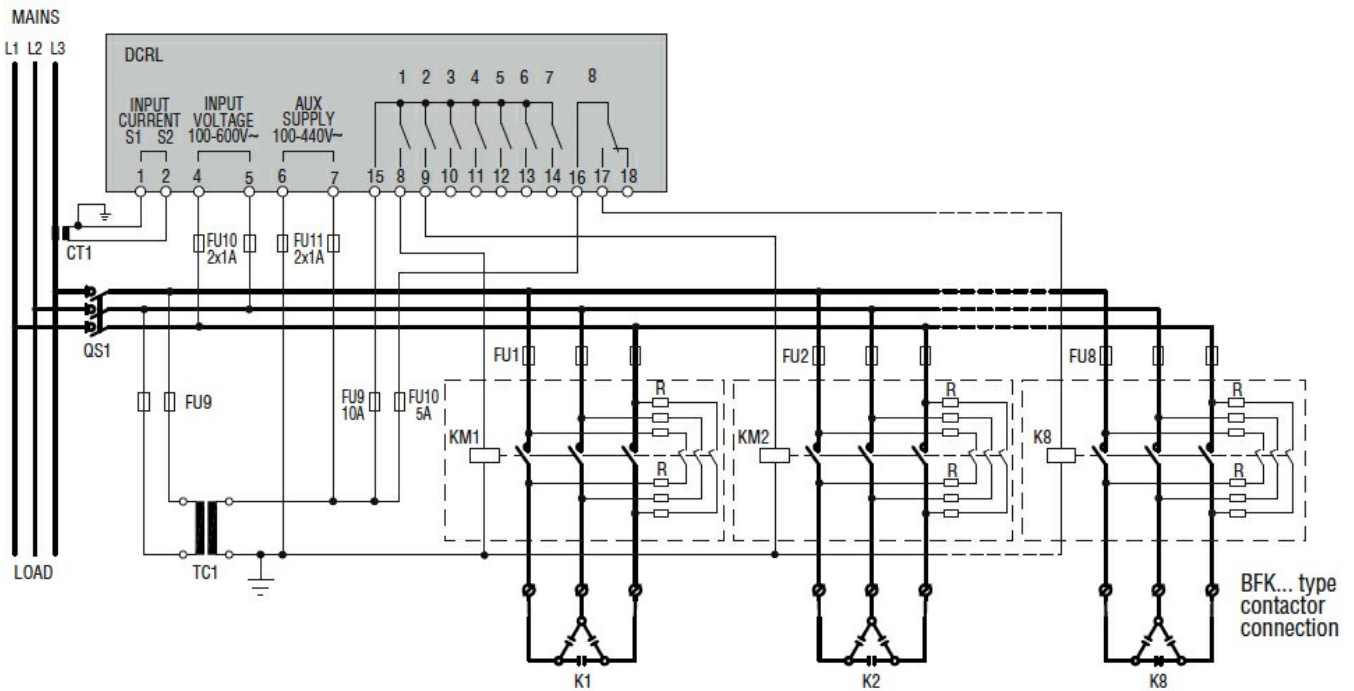 MAINS
L1 L2 L3
DCRL
1 2 3 4 5 6 7 8
INPUT CURRENT
S1 S2
INPUT VOLTAGE
100-600V~
AUX SUPPLY
100-440V~
1 2 4 5 6 7 15 8 9 10 11 12 13 14 16 17 18
CT1
FU10
2x1A
FU11
2x1A
QS1
FU1
FU2
FU8
FU9
FU9
10A
FU10
5A
KM1
R
R
KM2
R
R
K8
R
R
LOAD
TC1
BFK... type
contactor
connection
K1
K2
K8